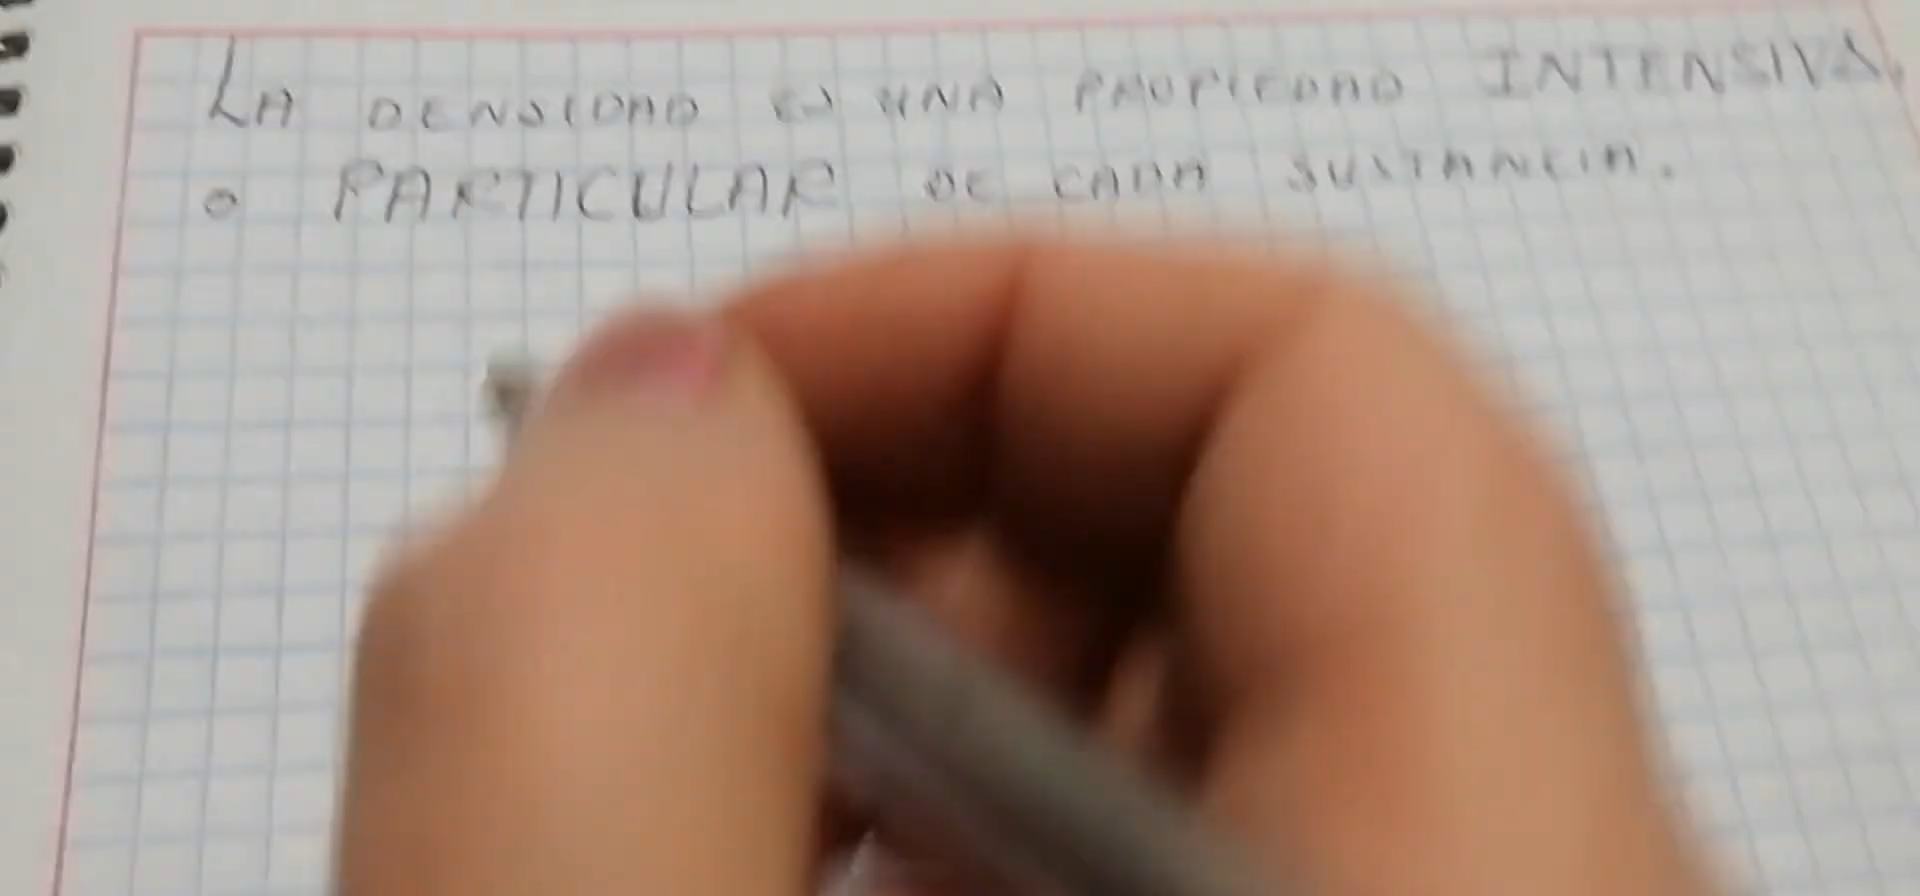 LA DENSIDAD ES UNA PROPIEDAD INTENSIVA,
O PARTICULAR DE CADA SUSTANCIA.